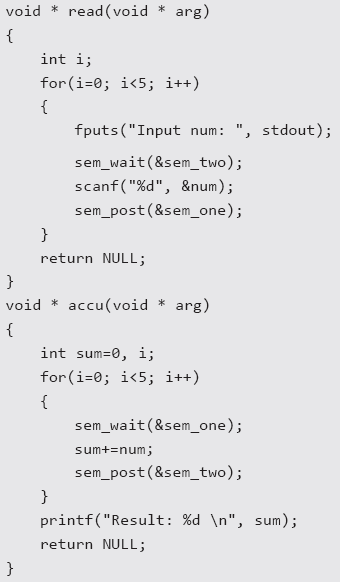 void * read(void * arg)
{
    int i;
    for(i=0; i<5; i++)
    {
        fputs("Input num: ", stdout);
        sem_wait(&sem_two);
        scanf("%d", &num);
        sem_post(&sem_one);
    }
    return NULL;
}
void * accu(void * arg)
{
    int sum=0, i;
    for(i=0; i<5; i++)
    {
        sem_wait(&sem_one);
        sum+=num;
        sem_post(&sem_two);
    }
    printf("Result: %d \n", sum);
    return NULL;
}